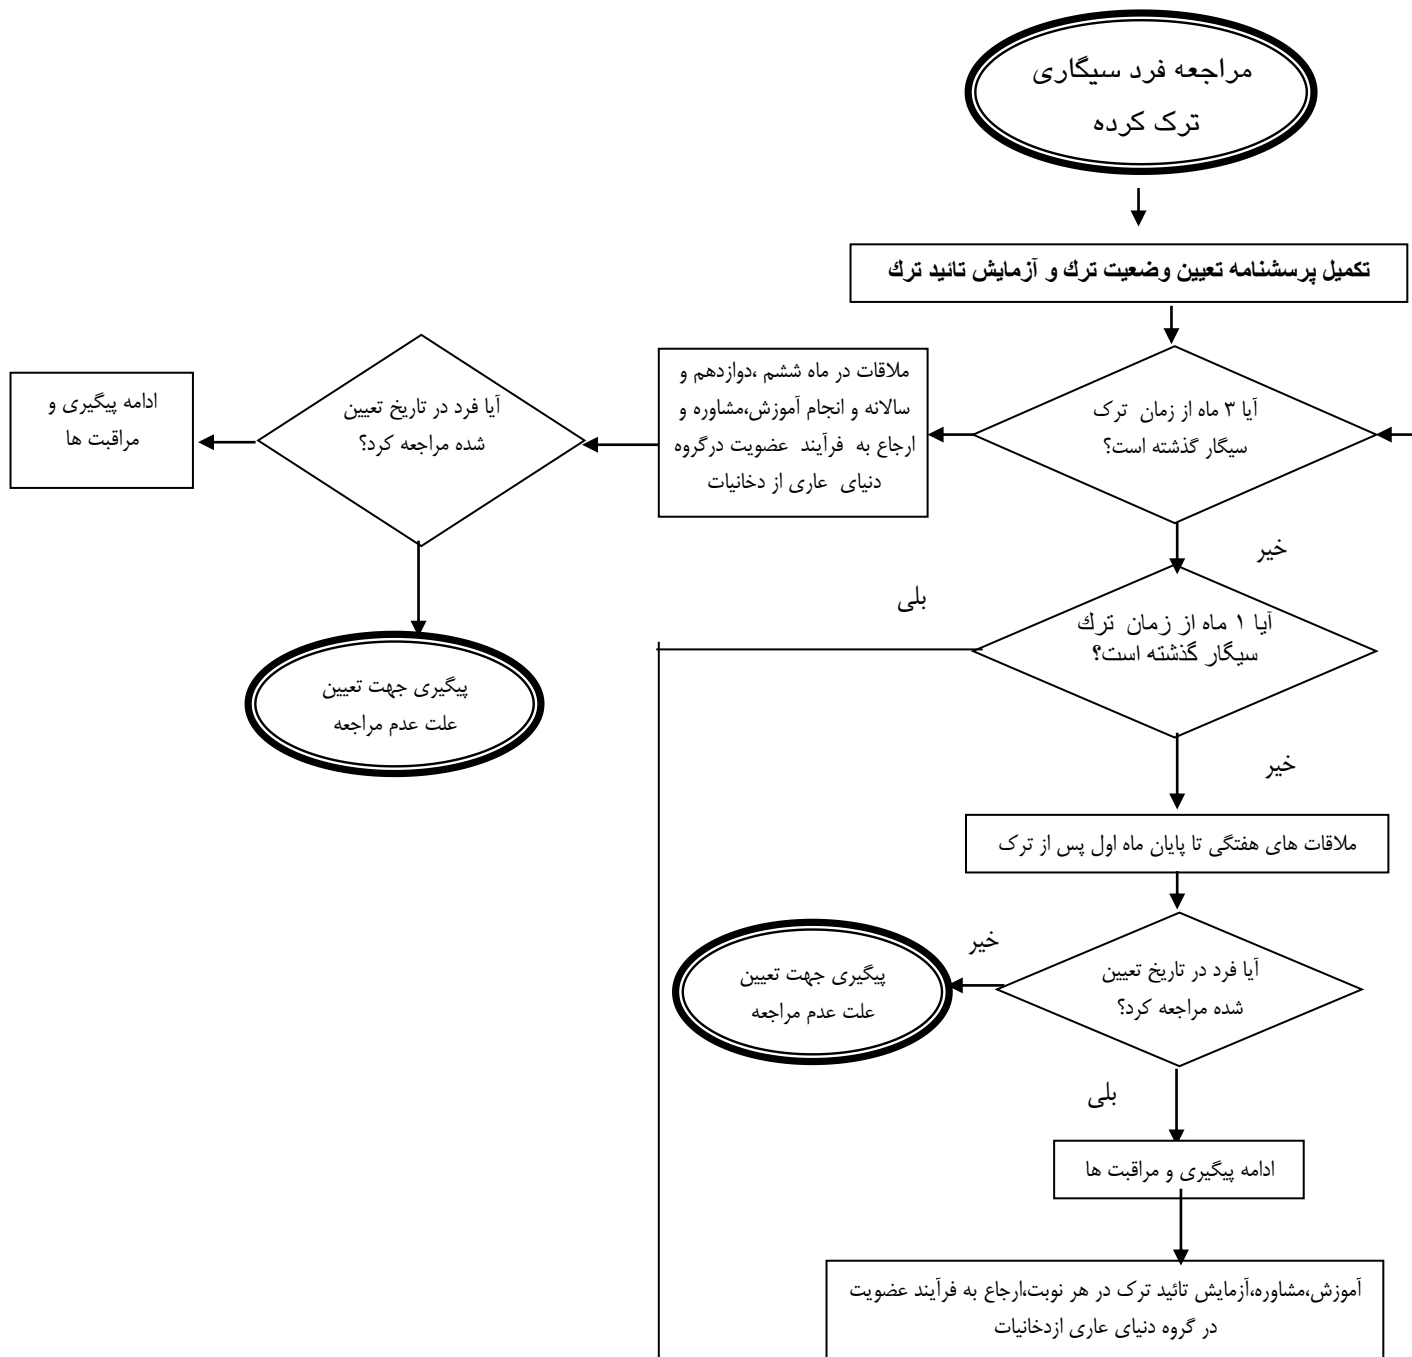 مراجعه فرد سیگاری
ترک کرده
تكمیل پرسشنامه تعیین وضعیت ترك و آزمایش تائید ترك
آیا ۳ ماه از زمان ترک
سیگار گذشته است؟
ملاقات در ماه ششم ،دوازدهم و
سالانه و انجام آموزش،مشاوره و
ارجاع به فرآیند عضویت درگروه
دنیای عاری از دخانیات
آیا فرد در تاریخ تعیین
شده مراجعه کرد؟
ادامه پیگیری و
مراقبت ها
پیگیری جهت تعیین
علت عدم مراجعه
خیر
آیا ۱ ماه از زمان ترك
سیگار گذشته است؟
بلی
خیر
ملاقات های هفتگی تا پایان ماه اول پس از ترک
آیا فرد در تاریخ تعیین
شده مراجعه کرد؟
خیر
پیگیری جهت تعیین
علت عدم مراجعه
بلی
ادامه پیگیری و مراقبت ها
آموزش،مشاوره،آزمایش تائید ترک در هر نوبت،ارجاع به فرآیند عضویت
در گروه دنیای عاری ازدخانیات